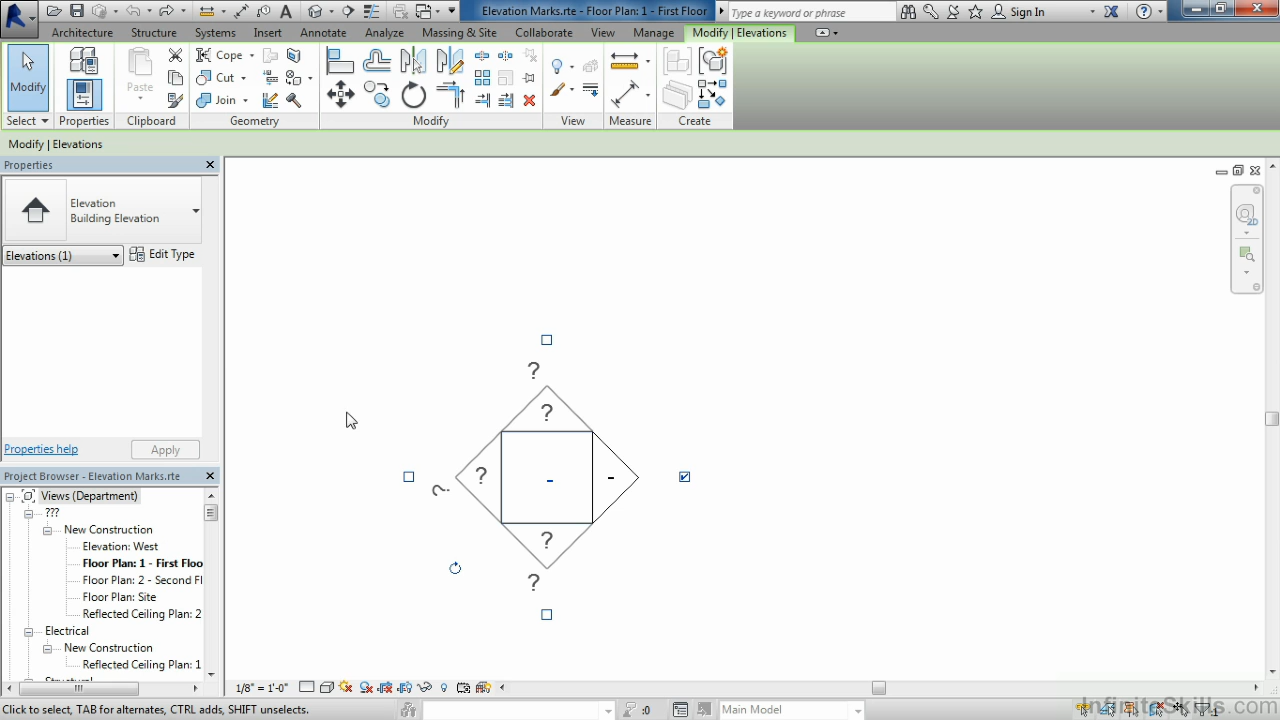 Elevation Marks.rte - Floor Plan: 1 - First Floor
Type a keyword or phrase
Sign In
Architecture
Structure
Systems
Insert
Annotate
Analyze
Massing & Site
Collaborate
View
Manage
Modify | Elevations
Modify
Paste
Cope
Cut
Join
Select
Properties
Clipboard
Geometry
Modify
View
Measure
Create
Modify | Elevations
Properties
Elevation
Building Elevation
Elevations (1)
Edit Type
Properties help
Apply
Project Browser - Elevation Marks.rte
Views (Department)
???
New Construction
Elevation: West
Floor Plan: 1 - First Floo
Floor Plan: 2 - Second Fl
Floor Plan: Site
Reflected Ceiling Plan: 2
Electrical
New Construction
Reflected Ceiling Plan: 1
?
?
?
-
-
?
?
?
2D
1/8" = 1'-0"
Click to select, TAB for alternates, CTRL adds, SHIFT unselects.
:0
Main Model
InfiniteSkills.com